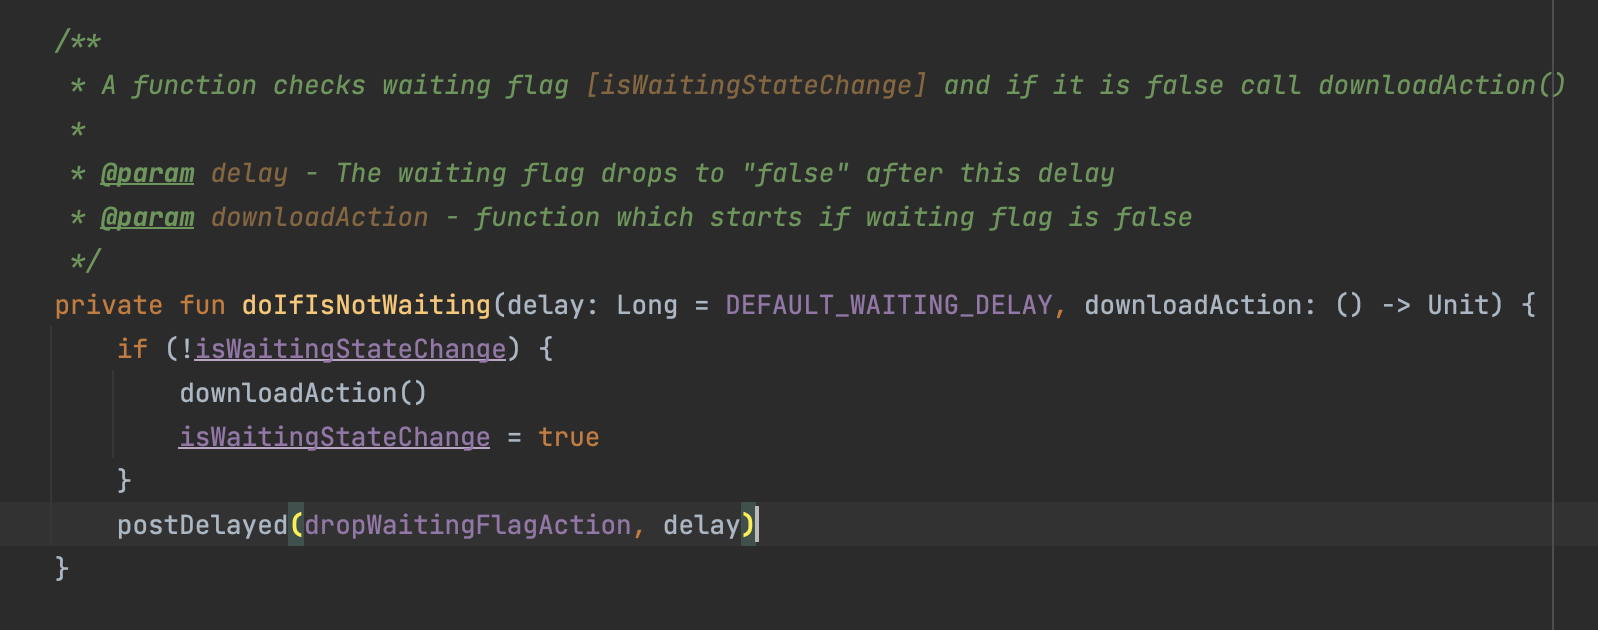 /**
 * A function checks waiting flag [isWaitingStateChange] and if it is false call downloadAction()
 *
 * @param delay - The waiting flag drops to "false" after this delay
 * @param downloadAction - function which starts if waiting flag is false
 */
private fun doIfIsNotWaiting(delay: Long = DEFAULT_WAITING_DELAY, downloadAction: () -> Unit) {
    if (!isWaitingStateChange) {
        downloadAction()
        isWaitingStateChange = true
    }
    postDelayed(dropWaitingFlagAction, delay)
}